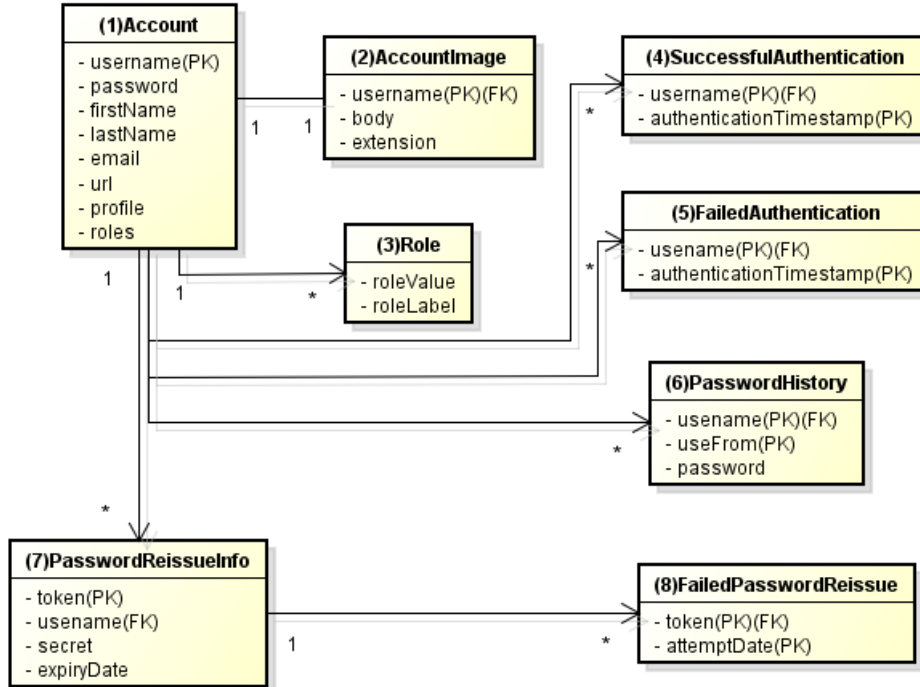 (1)Account
- username(PK)
- password
- firstName
- lastName
- email
- url
- profile
- roles
(2)AccountImage
- username(PK)(FK)
- body
- extension
1
1
(3)Role
- roleValue
- roleLabel
1
*
(4)SuccessfulAuthentication
- username(PK)(FK)
- authenticationTimestamp(PK)
*
(5)FailedAuthentication
- usename(PK)(FK)
- authenticationTimestamp(PK)
*
(6)PasswordHistory
- usename(PK)(FK)
- useFrom(PK)
- password
*
1
*
(7)PasswordReissueInfo
- token(PK)
- usename(FK)
- secret
- expiryDate
1
*
(8)FailedPasswordReissue
- token(PK)(FK)
- attemptDate(PK)